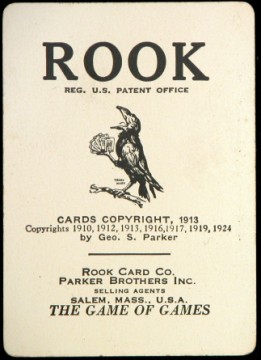 ROOK
REG. U.S. PATENT OFFICE
CARDS COPYRIGHT, 1913
Copyrights 1910, 1912, 1913, 1916,1917, 1919, 1924
by Geo. S. Parker
Rook Card Co.
Parker Brothers Inc.
SELLING AGENTS
SALEM, MASS., U.S.A.
THE GAME OF GAMES